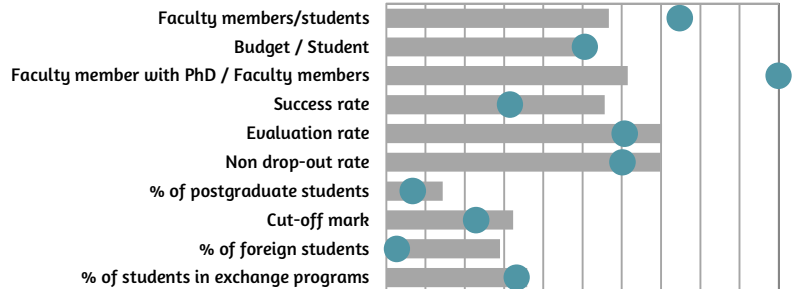 Faculty members/students
Budget / Student
Faculty member with PhD / Faculty members
Success rate
Evaluation rate
Non drop-out rate
% of postgraduate students
Cut-off mark
% of foreign students
% of students in exchange programs